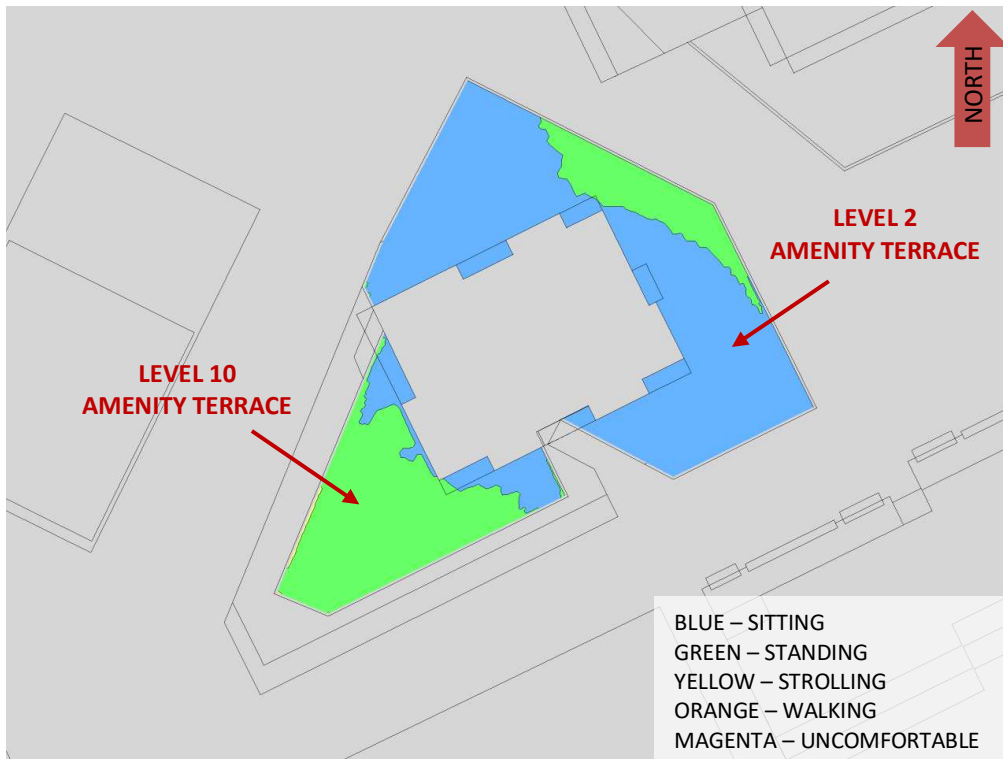 NORTH
LEVEL 2
AMENITY TERRACE
LEVEL 10
AMENITY TERRACE
BLUE – SITTING
GREEN – STANDING
YELLOW – STROLLING
ORANGE – WALKING
MAGENTA – UNCOMFORTABLE